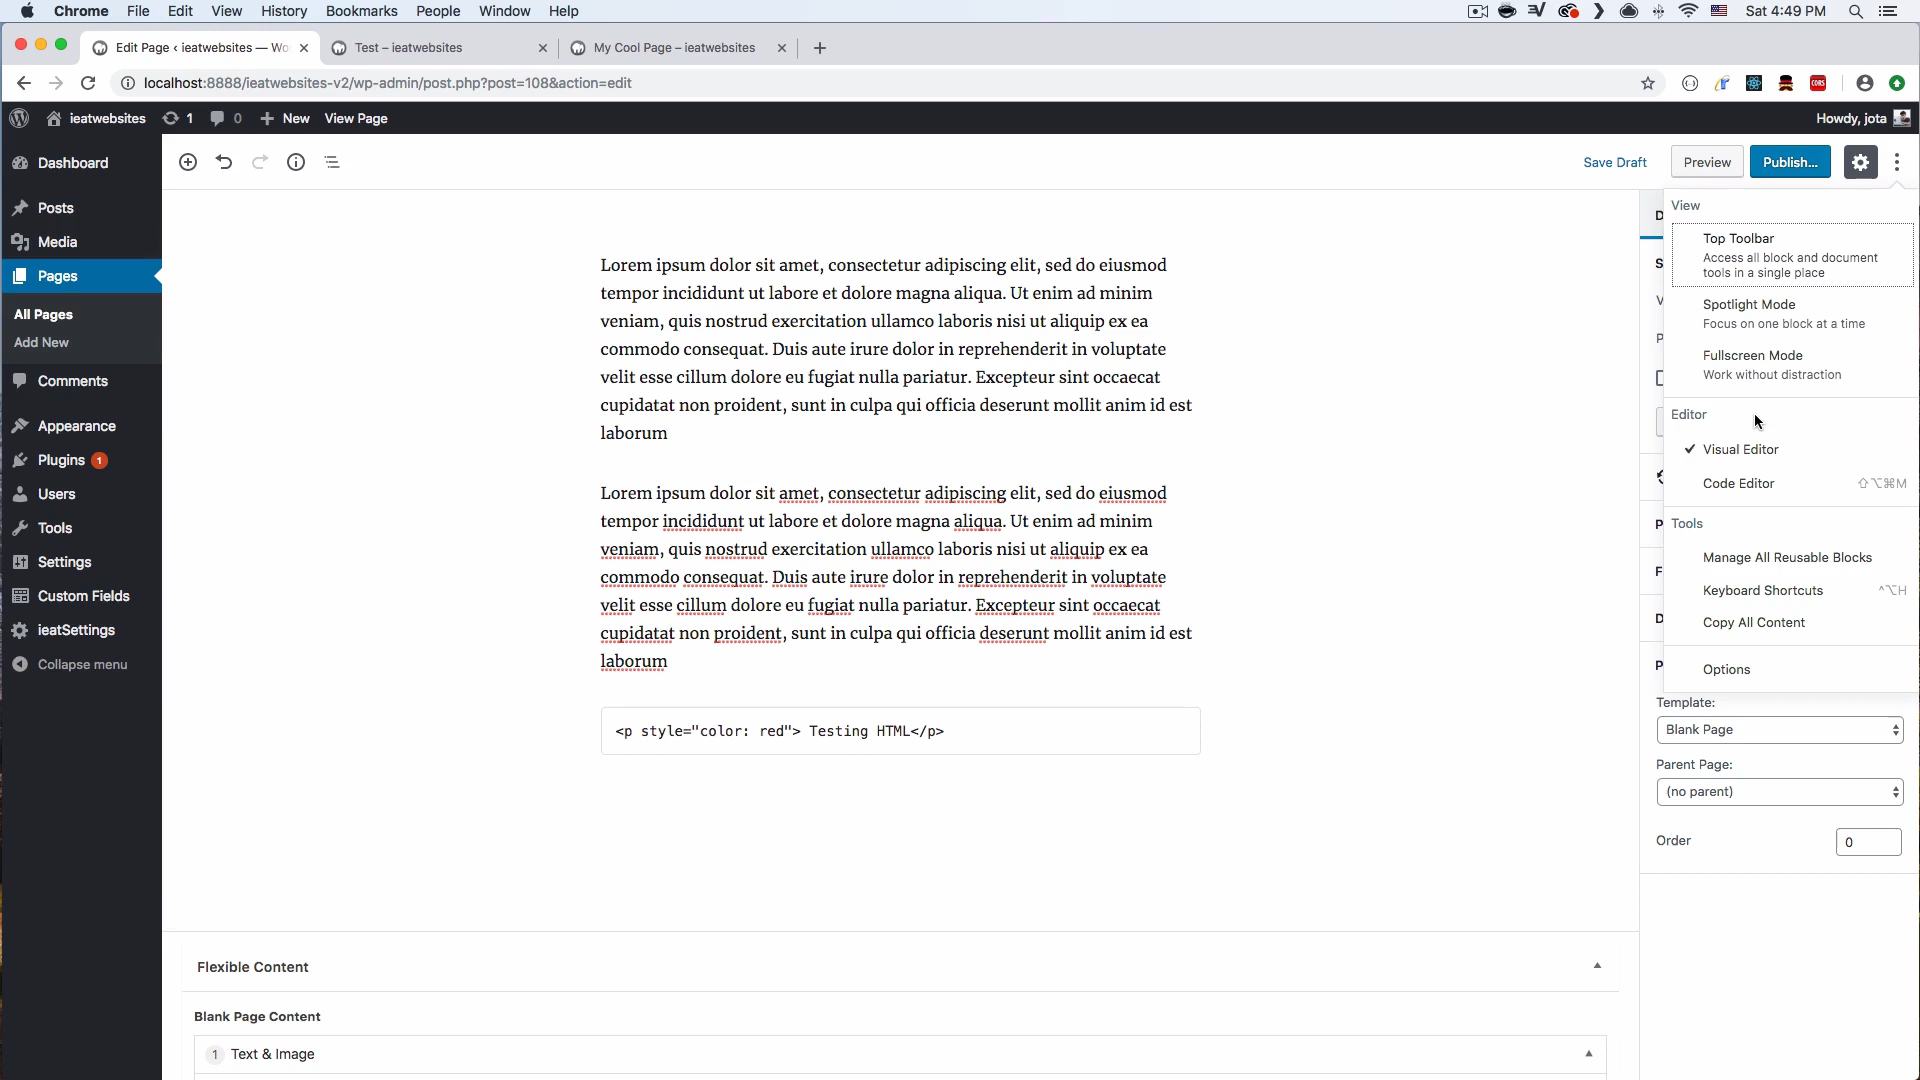 Chrome File Edit View History Bookmarks People Window Help
Sat 4:49 PM
Edit Page ‹ ieatwebsites — Wo
Test – ieatwebsites
My Cool Page – ieatwebsites
localhost:8888/ieatwebsites-v2/wp-admin/post.php?post=108&action=edit
CORS
ieatwebsites 1 0 New View Page
Howdy, jota
Dashboard
Posts
Media
Pages
All Pages
Add New
Comments
Appearance
Plugins 1
Users
Tools
Settings
Custom Fields
ieatSettings
Collapse menu
Save Draft Preview Publish...
Lorem ipsum dolor sit amet, consectetur adipiscing elit, sed do eiusmod
tempor incididunt ut labore et dolore magna aliqua. Ut enim ad minim
veniam, quis nostrud exercitation ullamco laboris nisi ut aliquip ex ea
commodo consequat. Duis aute irure dolor in reprehenderit in voluptate
velit esse cillum dolore eu fugiat nulla pariatur. Excepteur sint occaecat
cupidatat non proident, sunt in culpa qui officia deserunt mollit anim id est
laborum
Lorem ipsum dolor sit amet, consectetur adipiscing elit, sed do eiusmod
tempor incididunt ut labore et dolore magna aliqua. Ut enim ad minim
veniam, quis nostrud exercitation ullamco laboris nisi ut aliquip ex ea
commodo consequat. Duis aute irure dolor in reprehenderit in voluptate
velit esse cillum dolore eu fugiat nulla pariatur. Excepteur sint occaecat
cupidatat non proident, sunt in culpa qui officia deserunt mollit anim id est
laborum
<p style="color: red"> Testing HTML</p>
Flexible Content
Blank Page Content
1 Text & Image
View
Top Toolbar
Access all block and document
tools in a single place
Spotlight Mode
Focus on one block at a time
Fullscreen Mode
Work without distraction
Editor
✓ Visual Editor
Code Editor ⇧⌥⌘M
Tools
Manage All Reusable Blocks
Keyboard Shortcuts ^⌥H
Copy All Content
Options
Template:
Blank Page
Parent Page:
(no parent)
Order 0